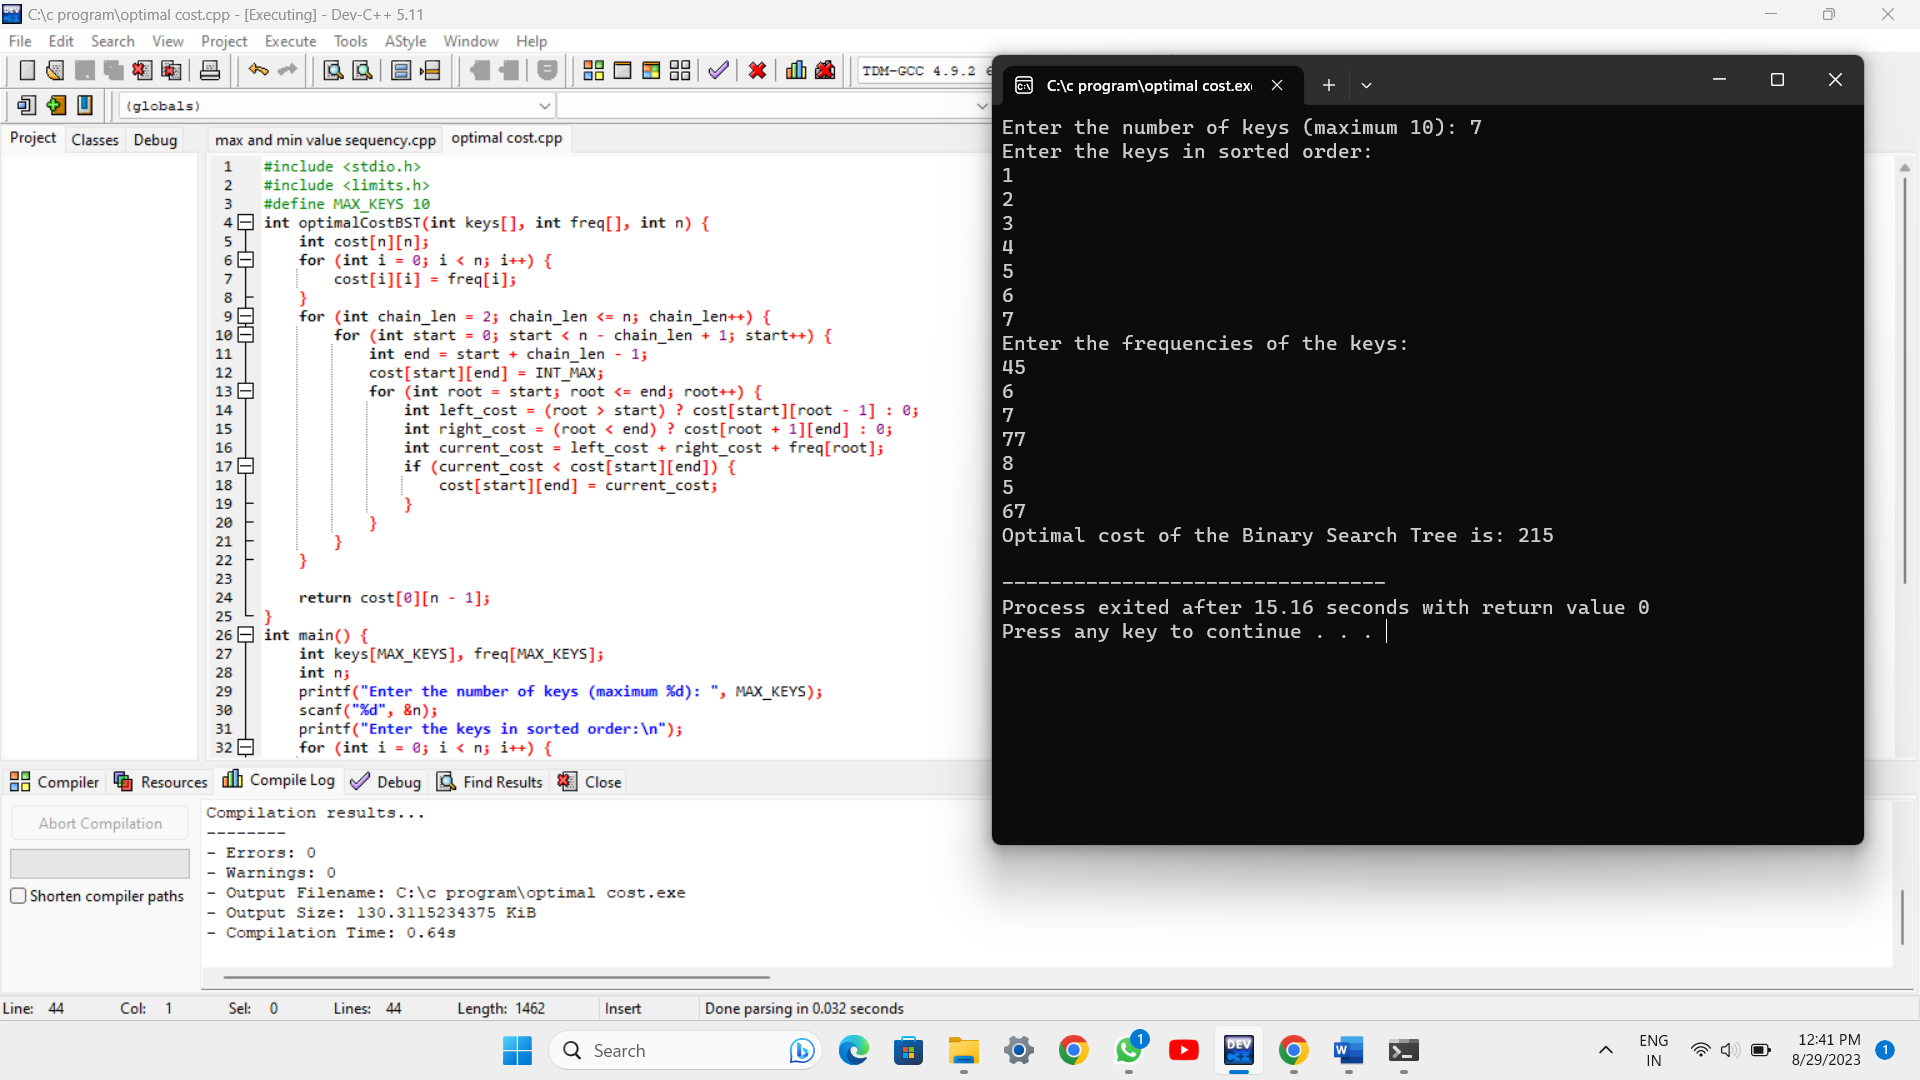 C:\c program\optimal cost.cpp - [Executing] - Dev-C++ 5.11
File Edit Search View Project Execute Tools AStyle Window Help
TDM-GCC 4.9.2 6
(globals)
Project Classes Debug
max and min value sequency.cpp optimal cost.cpp
1 #include <stdio.h>
2 #include <limits.h>
3 #define MAX_KEYS 10
4 int optimalCostBST(int keys[], int freq[], int n) {
5 int cost[n][n];
6 for (int i = 0; i < n; i++) {
7 cost[i][i] = freq[i];
8 }
9 for (int chain_len = 2; chain_len <= n; chain_len++) {
10 for (int start = 0; start < n - chain_len + 1; start++) {
11 int end = start + chain_len - 1;
12 cost[start][end] = INT_MAX;
13 for (int root = start; root <= end; root++) {
14 int left_cost = (root > start) ? cost[start][root - 1] : 0;
15 int right_cost = (root < end) ? cost[root + 1][end] : 0;
16 int current_cost = left_cost + right_cost + freq[root];
17 if (current_cost < cost[start][end]) {
18 cost[start][end] = current_cost;
19 }
20 }
21 }
22 }
23
24 return cost[0][n - 1];
25 }
26 int main() {
27 int keys[MAX_KEYS], freq[MAX_KEYS];
28 int n;
29 printf("Enter the number of keys (maximum %d): ", MAX_KEYS);
30 scanf("%d", &n);
31 printf("Enter the keys in sorted order:\n");
32 for (int i = 0; i < n; i++) {
C:\c program\optimal cost.ex
Enter the number of keys (maximum 10): 7
Enter the keys in sorted order:
1
2
3
4
5
6
7
Enter the frequencies of the keys:
45
6
7
77
8
5
67
Optimal cost of the Binary Search Tree is: 215
--------------------------------
Process exited after 15.16 seconds with return value 0
Press any key to continue . . .
Compiler Resources Compile Log Debug Find Results Close
Abort Compilation
Shorten compiler paths
Compilation results...
--------
- Errors: 0
- Warnings: 0
- Output Filename: C:\c program\optimal cost.exe
- Output Size: 130.3115234375 KiB
- Compilation Time: 0.64s
Line: 44 Col: 1 Sel: 0 Lines: 44 Length: 1462 Insert Done parsing in 0.032 seconds
Search
1
DEV
C++
W
ENG
IN
12:41 PM
8/29/2023
1